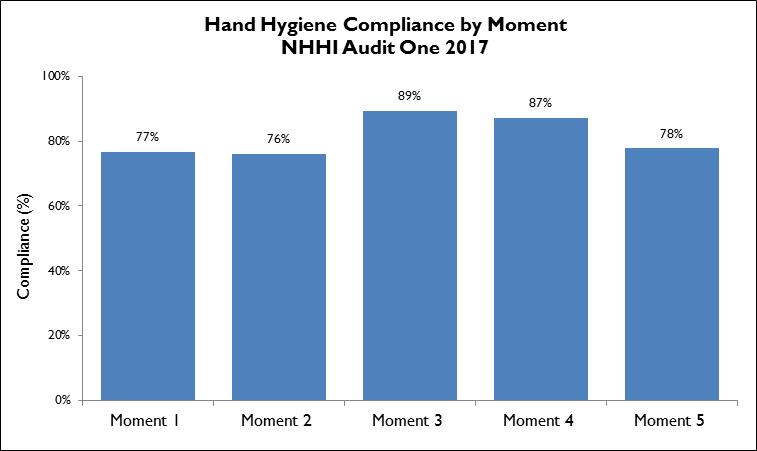 Hand Hygiene Compliance by Moment
NHHI Audit One 2017
Compliance (%)
100%
80%
60%
40%
20%
0%
77%
76%
89%
87%
78%
Moment 1
Moment 2
Moment 3
Moment 4
Moment 5